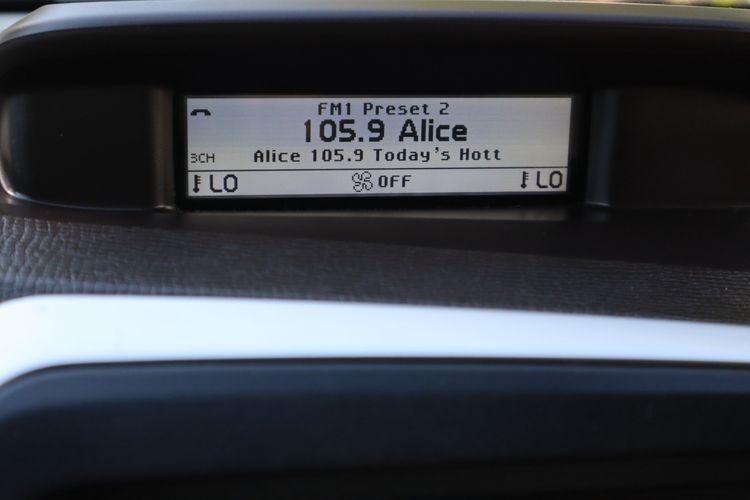 FM1 Preset 2
105.9 Alice
3CH Alice 105.9 Today's Hott
LO OFF LO